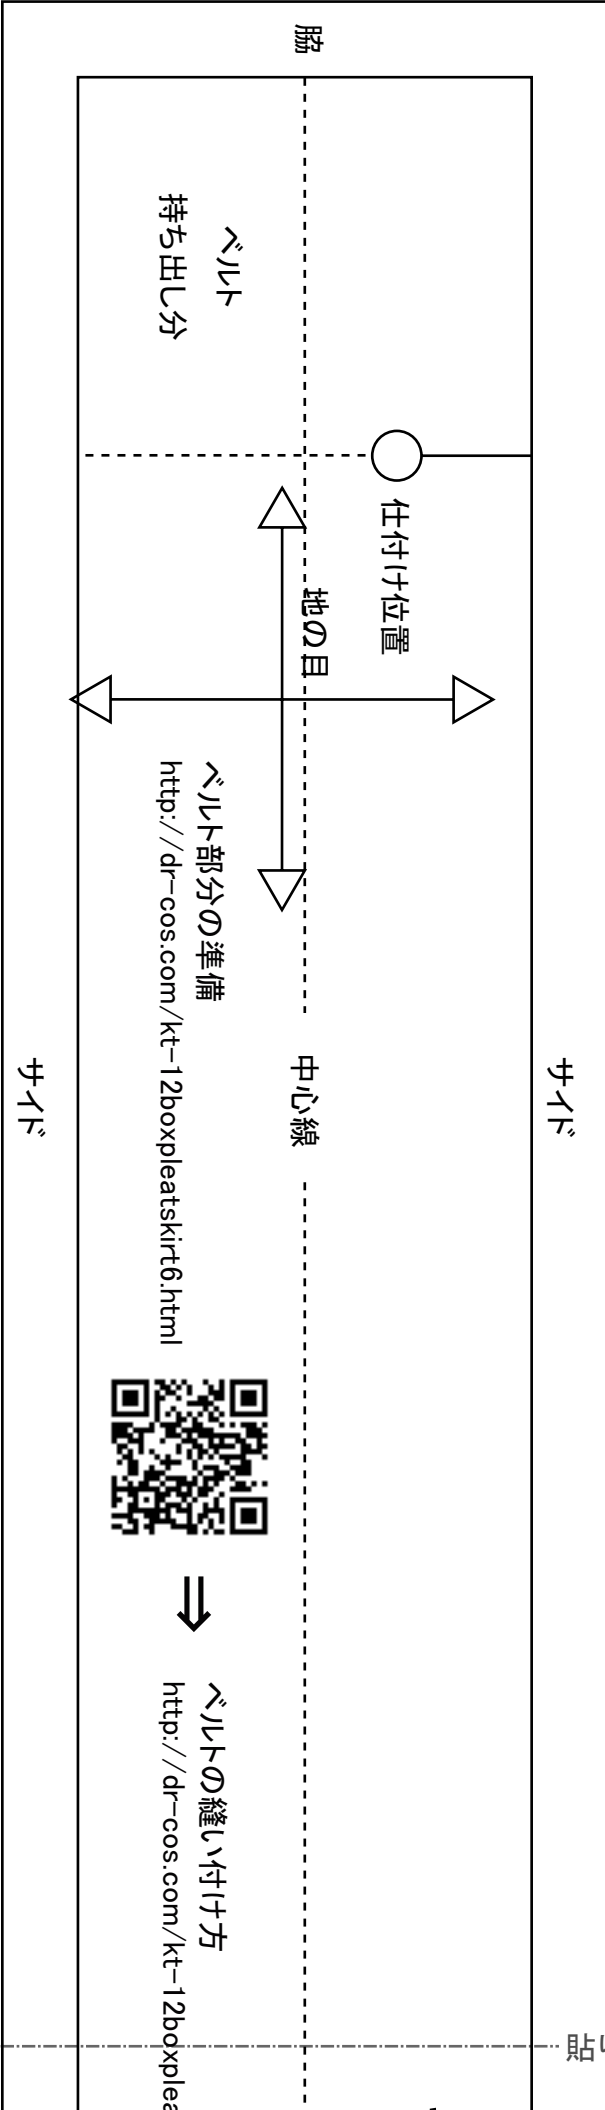 脇
ベルト
持ち出し分
仕付け位置
地の目
ベルト部分の準備
http://dr-cos.com/kt-12boxpleatskirt6.html
中心線
サイド
サイド
⇒
ベルトの縫い付け方
http://dr-cos.com/kt-12boxplea
貼り